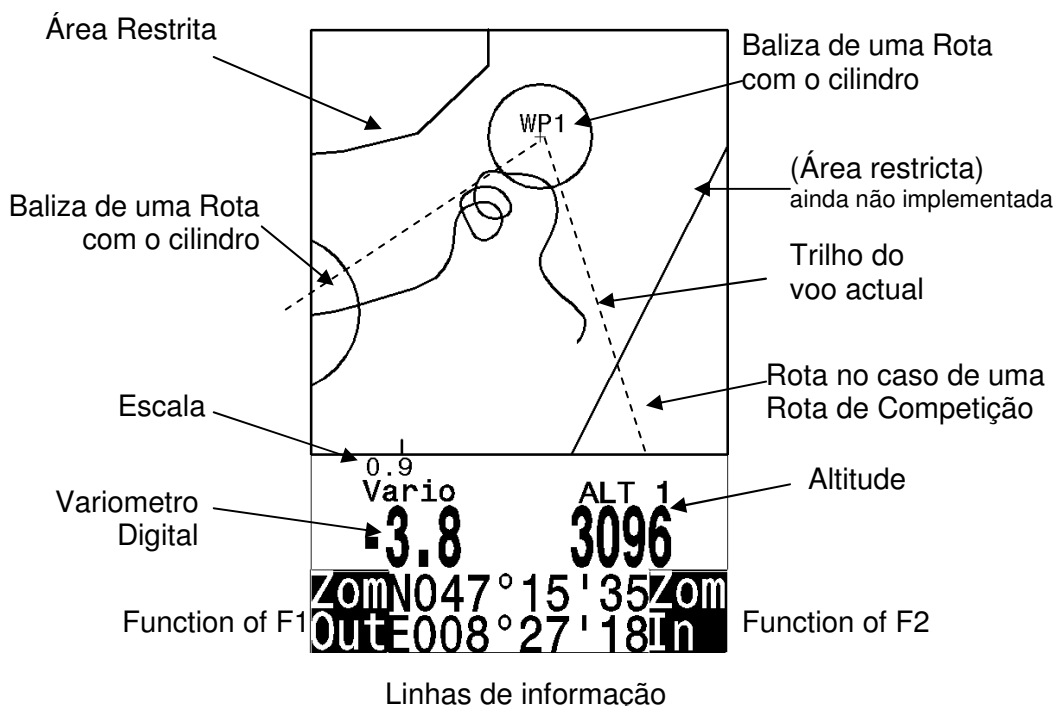 Área Restrita
Baliza de uma Rota
com o cilindro
WP1
(Área restricta)
ainda não implementada
Baliza de uma Rota
com o cilindro
Trilho do
voo actual
Rota no caso de uma
Rota de Competição
Escala
0.9
Vario
ALT 1
Altitude
Variometro
Digital
-3.8
3096
Zom N047°15'35 Zom
Function of F1
Out E008°27'18 In
Function of F2
Linhas de informação